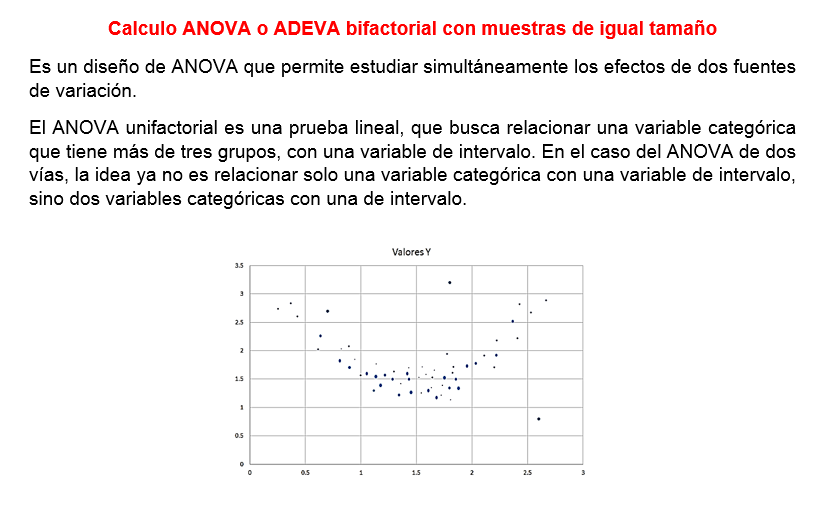 Calculo ANOVA o ADEVA bifactorial con muestras de igual tamaño
Es un diseño de ANOVA que permite estudiar simultáneamente los efectos de dos fuentes
de variación.
El ANOVA unifactorial es una prueba lineal, que busca relacionar una variable categórica
que tiene más de tres grupos, con una variable de intervalo. En el caso del ANOVA de dos
vías, la idea ya no es relacionar solo una variable categórica con una variable de intervalo,
sino dos variables categóricas con una de intervalo.
Valores Y
3.5
3
2.5
2
1.5
1
0.5
0
0 0.5 1 1.5 2 2.5 3